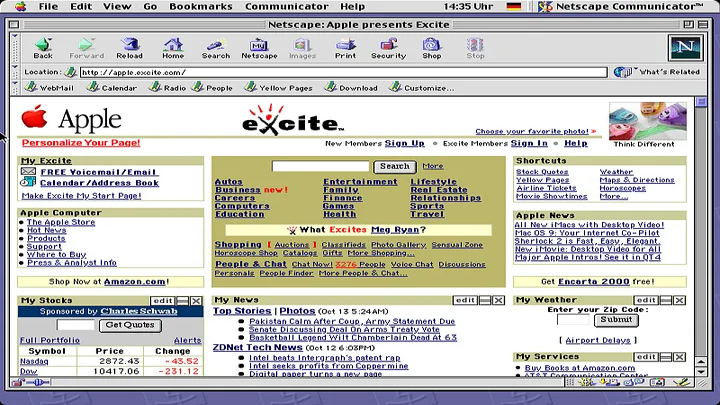 File Edit View Go Bookmarks Communicator Help 14:35 Uhr Netscape Communicator™
Netscape: Apple presents Excite
Back Forward Reload Home Search Netscape Images Print Security Shop Stop
N
Location: http://apple.excite.com/ What's Related
WebMail Calendar Radio People Yellow Pages Download Customize...
Apple
excite™
Choose your favorite photo! »
Think Different
Personalize Your Page!
New Members Sign Up Excite Members Sign In Help
My Excite
FREE Voicemail/Email
Calendar/Address Book
Make Excite My Start Page!
Apple Computer
The Apple Store
Hot News
Products
Support
Where to Buy
Press & Analyst Info
Shop Now at Amazon.com!
My Stocks edit
Sponsored by Charles Schwab
Get Quotes
Full Portfolio Alerts
Symbol Price Change
Nasdaq 2872.43 -43.52
Dow 10417.06 -231.12
Search More
Autos Entertainment Lifestyle
Business new! Family Real Estate
Careers Finance Relationships
Computers Games Sports
Education Health Travel
What Excites Meg Ryan?
Shopping [ Auctions ] Classifieds Photo Gallery Sensual Zone
Horoscope Shop Catalogs Gifts More Shopping...
People & Chat Chat Now! 3276 People Voice Chat Discussions
Personals People Finder More People & Chat...
My News edit
Top Stories | Photos (Oct 13 5:24AM)
Pakistan Calm After Coup, Army Statement Due
Senate Discussing Deal On Arms Treaty Vote
Basketball Legend Wilt Chamberlain Dead At 63
ZDNet Tech News (Oct 12 6:03PM)
Intel beats Intergraph's patent rap
Intel seeks profits from Coppermine
Digital paper turns a new page
Shortcuts
Stock Quotes Weather
Yellow Pages Maps & Directions
Airline Tickets Horoscopes
Movie Showtimes More...
Apple News
All New iMacs with Desktop Video!
Mac OS 9: Your Internet Co-Pilot
Sherlock 2 is Fast, Easy, Elegant.
New iMovie: Desktop Video for All
Major Apple Intros! See it in QT4
Get Encarta 2000 free!
My Weather edit
Enter your Zip Code:
Submit
[ Airport Delays ]
My Services edit
Buy Books at Amazon.com
AT&T Communication Center